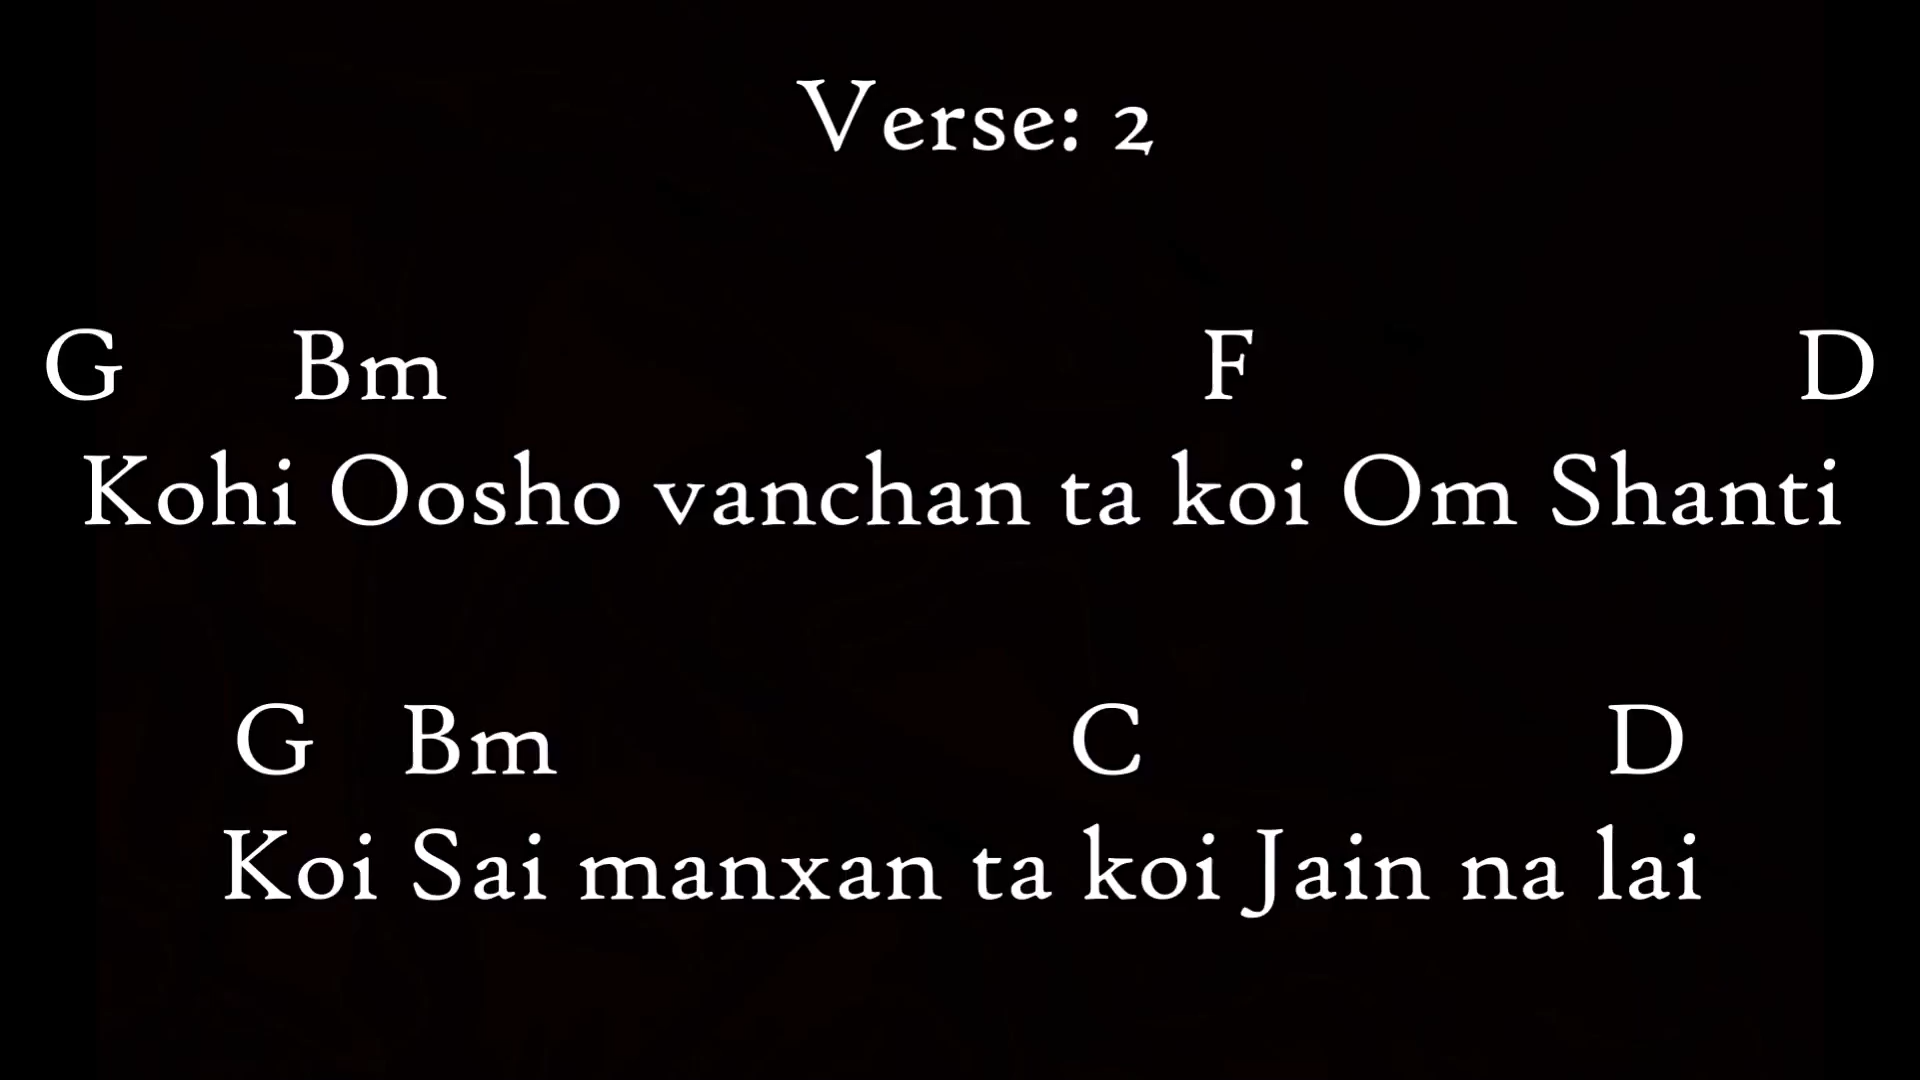 Verse: 2
G Bm F D
Kohi Oosho vanchan ta koi Om Shanti
G Bm C D
Koi Sai manxan ta koi Jain na lai